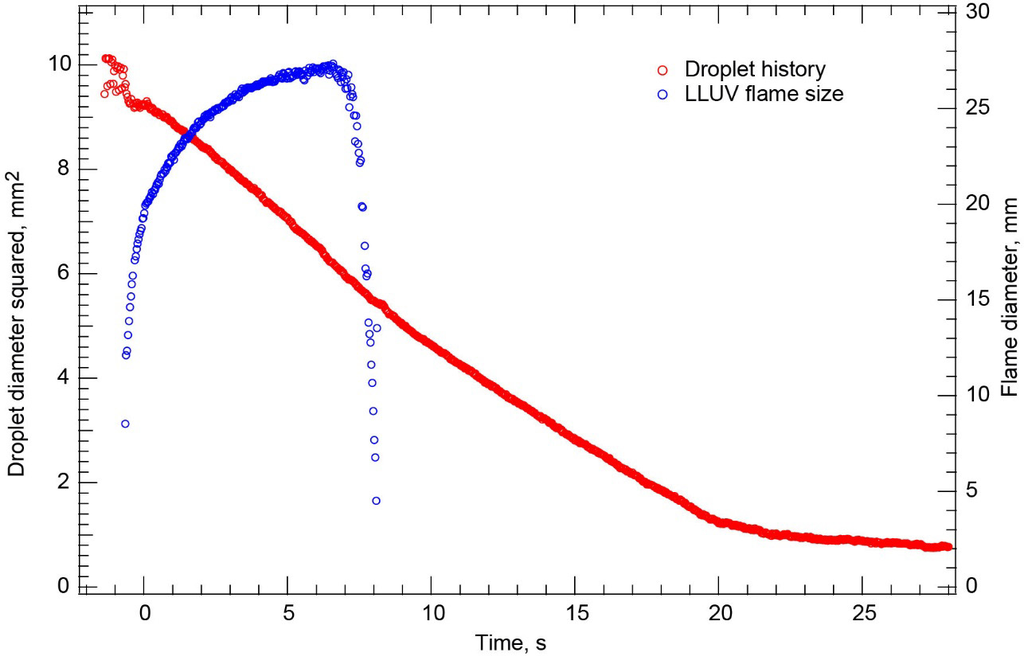 Droplet history
LLUV flame size
Droplet diameter squared, mm2
10
8
6
4
2
0
30
25
20
15
10
5
0
Flame diameter, mm
0 5 10 15 20 25
Time, s